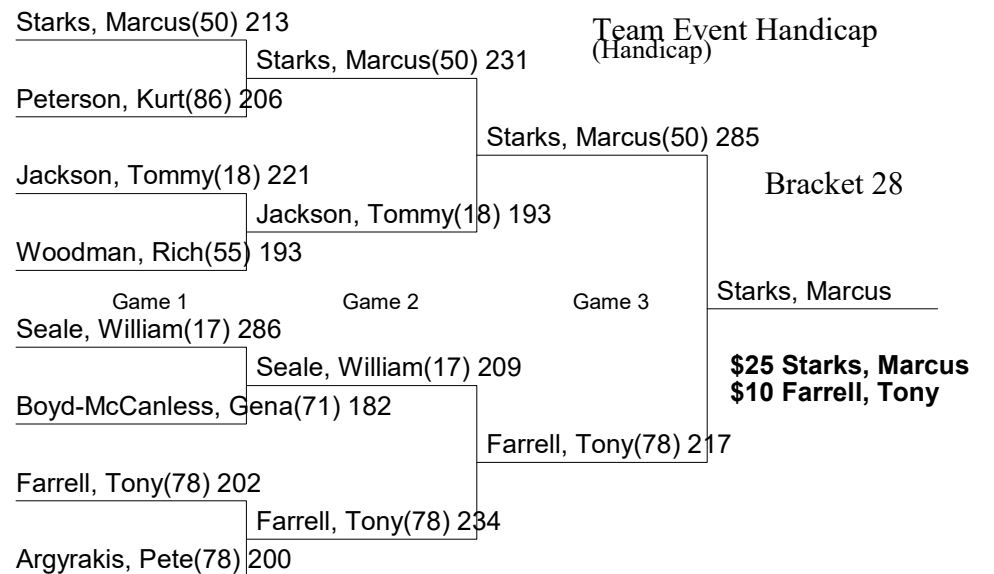 Starks, Marcus(50) 213
Team Event Handicap
(Handicap)
Starks, Marcus(50) 231
Peterson, Kurt(86) 206
Starks, Marcus(50) 285
Jackson, Tommy(18) 221
Bracket 28
Jackson, Tommy(18) 193
Woodman, Rich(55) 193
Game 1
Game 2
Game 3
Starks, Marcus
Seale, William(17) 286
Seale, William(17) 209
$25 Starks, Marcus
$10 Farrell, Tony
Boyd-McCanless, Gena(71) 182
Farrell, Tony(78) 217
Farrell, Tony(78) 202
Farrell, Tony(78) 234
Argyrakis, Pete(78) 200